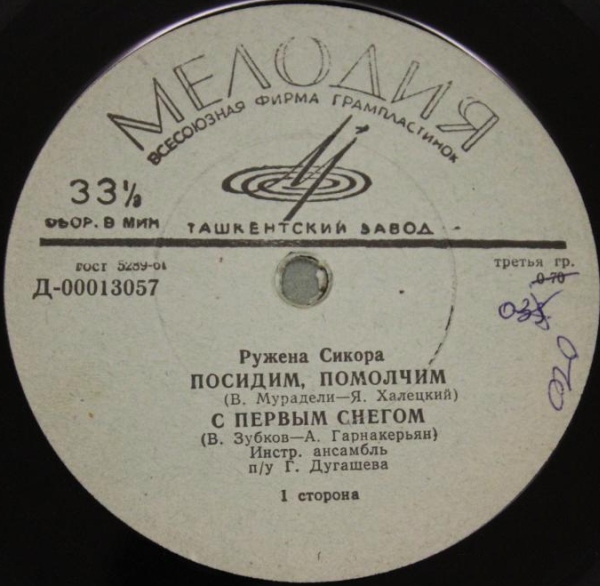 МЕЛОДИЯ
ВСЕСОЮЗНАЯ ФИРМА ГРАМПЛАСТИНОК
33⅓
ОБОР. В МИН
ТАШКЕНТСКИЙ ЗАВОД
ГОСТ 5289-61
Д-00013057
третья гр.
0-70
Ружена Сикора
ПОСИДИМ, ПОМОЛЧИМ
(В. Мурадели—Я. Халецкий)
С ПЕРВЫМ СНЕГОМ
(В. Зубков—А. Гарнакерьян)
Инстр. ансамбль
п/у Г. Дугашева
1 сторона